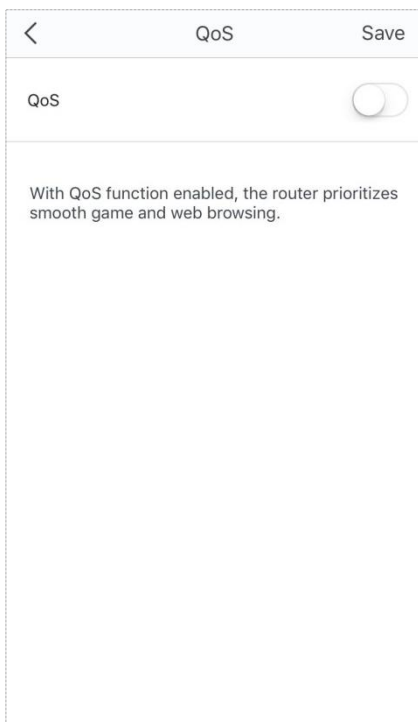 QoS Save
QoS
With QoS function enabled, the router prioritizes
smooth game and web browsing.